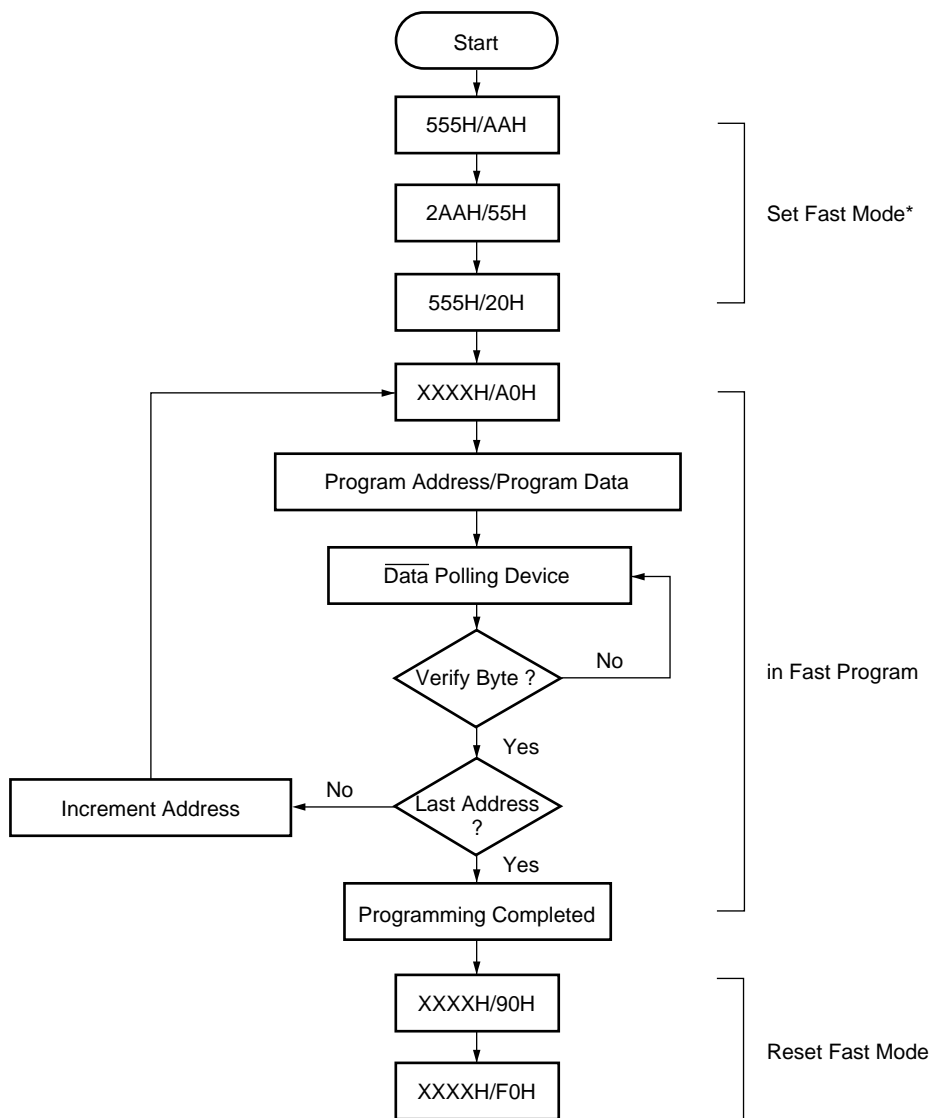 Start
555H/AAH
2AAH/55H
Set Fast Mode*
555H/20H
XXXXH/A0H
Program Address/Program Data
Data Polling Device
Verify Byte ?
No
in Fast Program
Yes
Increment Address
No
Last Address
?
Yes
Programming Completed
XXXXH/90H
Reset Fast Mode
XXXXH/F0H